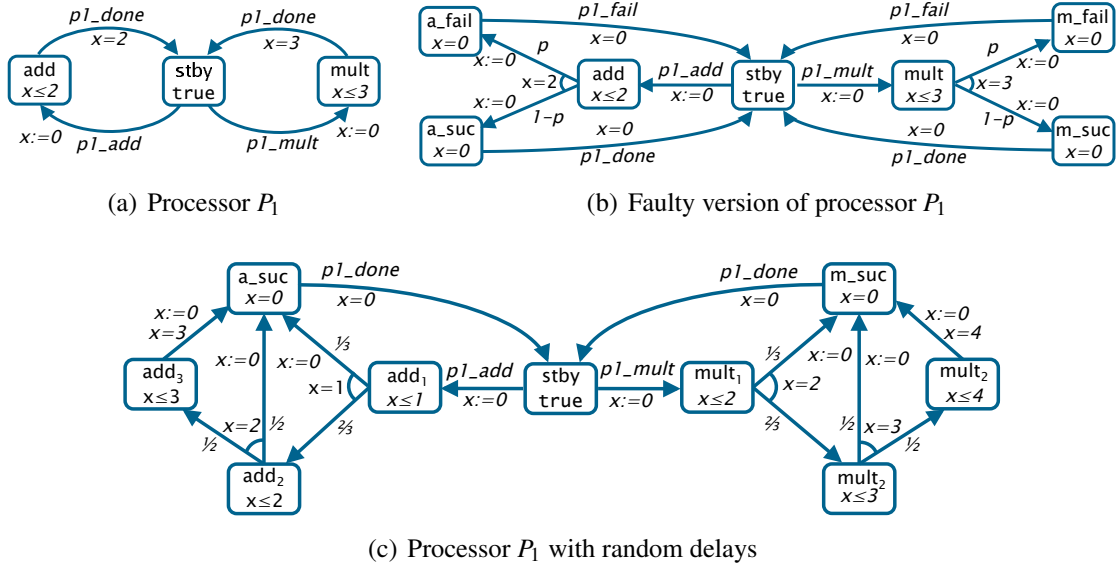 p1_done
x=2
p1_done
x=3
add
x≤2
stby
true
mult
x≤3
x:=0
p1_add
p1_mult
x:=0
(a) Processor P1
a_fail
x=0
p1_fail
x=0
p1_fail
x=0
m_fail
x=0
p
x:=0
x=2
add
x≤2
p1_add
x:=0
stby
true
p1_mult
x:=0
mult
x≤3
p
x:=0
x=3
x:=0
1-p
a_suc
x=0
x=0
p1_done
x=0
p1_done
x:=0
1-p
m_suc
x=0
(b) Faulty version of processor P1
a_suc
x=0
p1_done
x=0
p1_done
x=0
m_suc
x=0
x:=0
x=3
x:=0
x:=0
⅓
add3
x≤3
x=1
add1
x≤1
p1_add
x:=0
stby
true
p1_mult
x:=0
mult1
x≤2
⅓
x:=0
x:=0
x=2
x:=0
x=4
mult2
x≤4
½
x=2
½
⅔
add2
x≤2
⅔
½
x=3
½
mult2
x≤3
(c) Processor P1 with random delays